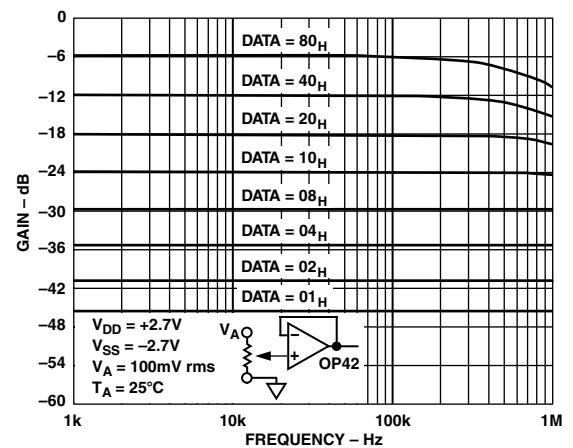 0
–6
–12
–18
–24
–30
–36
–42
–48
–54
–60
GAIN – dB
DATA = 80H
DATA = 40H
DATA = 20H
DATA = 10H
DATA = 08H
DATA = 04H
DATA = 02H
DATA = 01H
VDD = +2.7V
VSS = –2.7V
VA = 100mV rms
TA = 25°C
VA
–
+
OP42
1k
10k
100k
1M
FREQUENCY – Hz